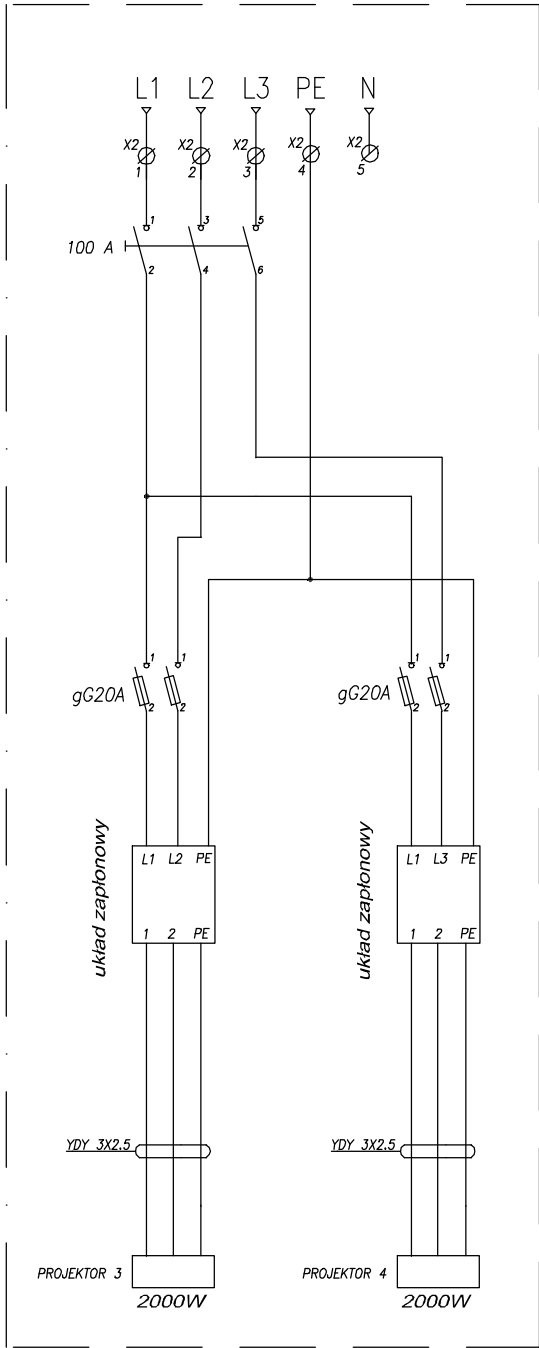 L1 L2 L3 PE N
X2 X2 X2 X2 X2
1 2 3 4 5
1 3 5
100 A
2 4 6
1 1 1 1
gG20A gG20A
2 2 2 2
układ zapłonowy układ zapłonowy
L1 L2 PE L1 L3 PE
1 2 PE 1 2 PE
YDY 3X2.5 YDY 3X2.5
PROJEKTOR 3 PROJEKTOR 4
2000W 2000W